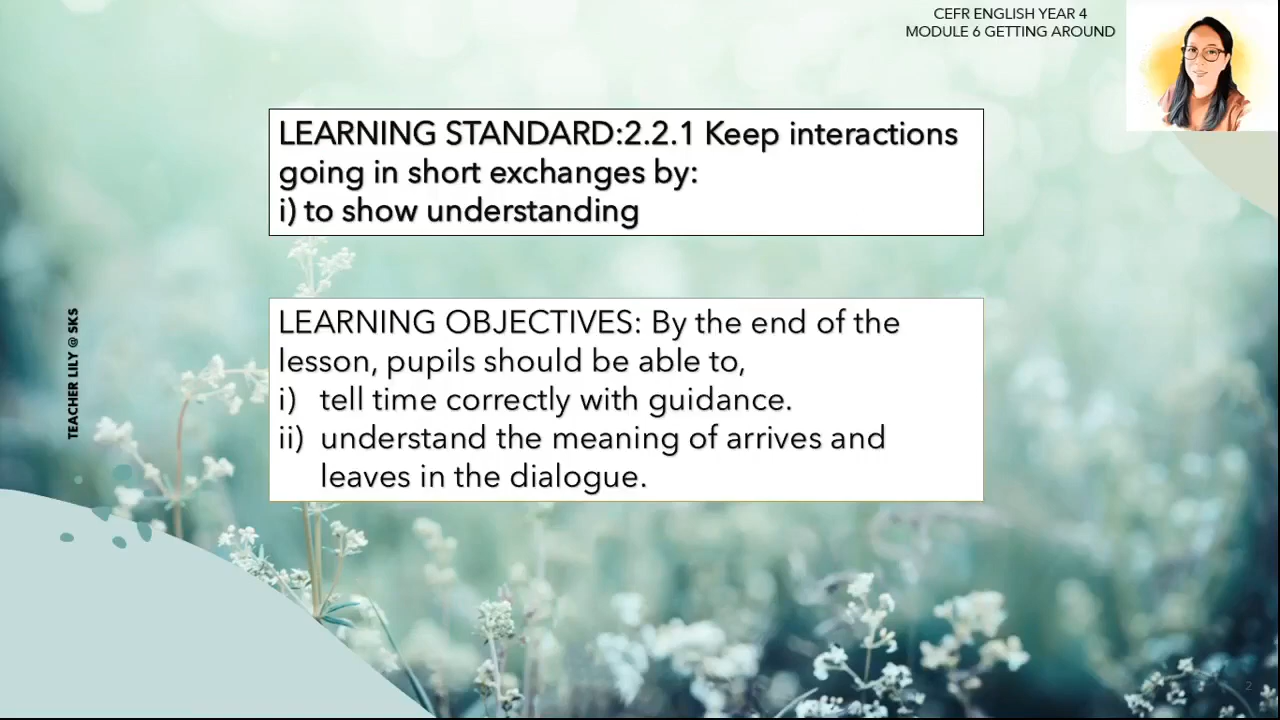 CEFR ENGLISH YEAR 4
MODULE 6 GETTING AROUND
LEARNING STANDARD:2.2.1 Keep interactions
going in short exchanges by:
i) to show understanding
LEARNING OBJECTIVES: By the end of the
lesson, pupils should be able to,
i) tell time correctly with guidance.
ii) understand the meaning of arrives and
leaves in the dialogue.
TEACHER LILY @ SKS
2